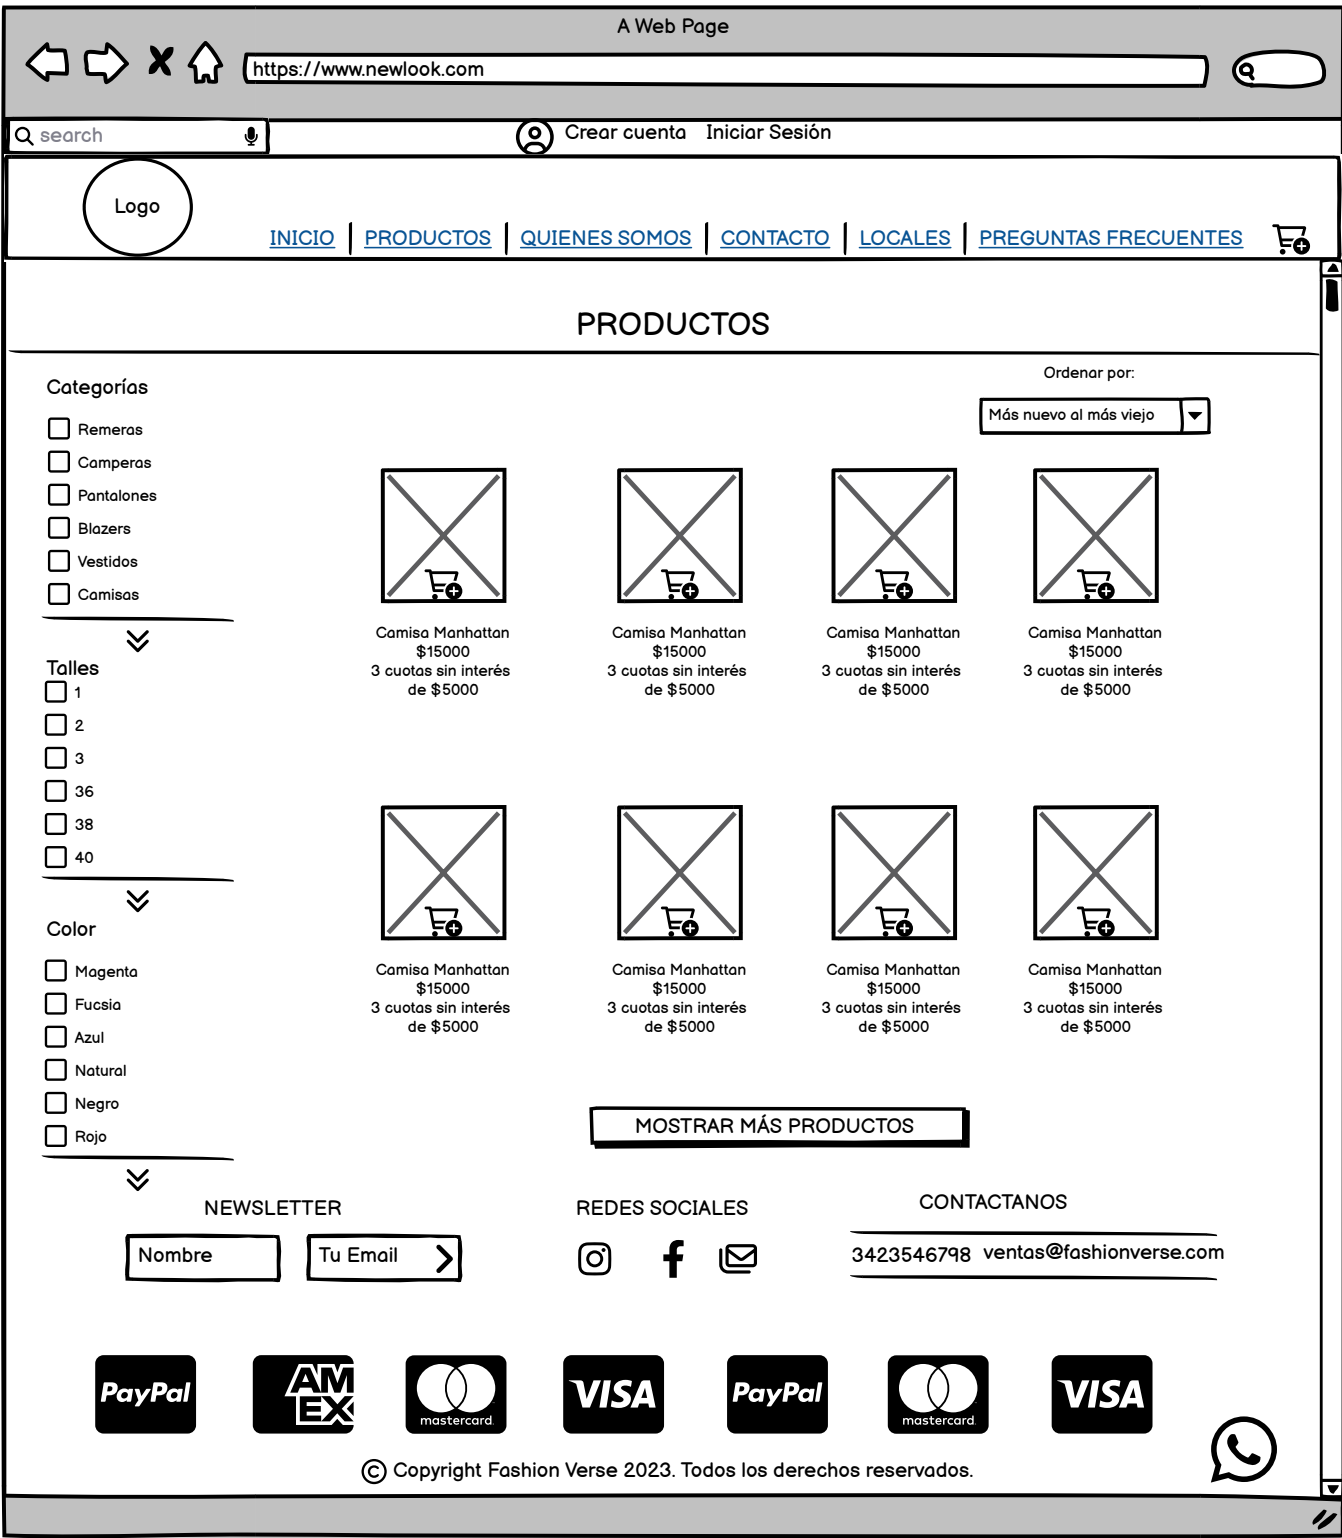 A Web Page
https://www.newlook.com
search
Crear cuenta Iniciar Sesión
Logo
INICIO PRODUCTOS QUIENES SOMOS CONTACTO LOCALES PREGUNTAS FRECUENTES
PRODUCTOS
Ordenar por:
Más nuevo al más viejo
Categorías
Remeras
Camperas
Pantalones
Blazers
Vestidos
Camisas
Talles
1
2
3
36
38
40
Color
Magenta
Fucsia
Azul
Natural
Negro
Rojo
Camisa Manhattan
$15000
3 cuotas sin interés
de $5000
Camisa Manhattan
$15000
3 cuotas sin interés
de $5000
Camisa Manhattan
$15000
3 cuotas sin interés
de $5000
Camisa Manhattan
$15000
3 cuotas sin interés
de $5000
Camisa Manhattan
$15000
3 cuotas sin interés
de $5000
Camisa Manhattan
$15000
3 cuotas sin interés
de $5000
Camisa Manhattan
$15000
3 cuotas sin interés
de $5000
Camisa Manhattan
$15000
3 cuotas sin interés
de $5000
MOSTRAR MÁS PRODUCTOS
NEWSLETTER
Nombre
Tu Email
REDES SOCIALES
CONTACTANOS
3423546798 ventas@fashionverse.com
PayPal
AM
EX
mastercard
VISA
PayPal
mastercard
VISA
© Copyright Fashion Verse 2023. Todos los derechos reservados.